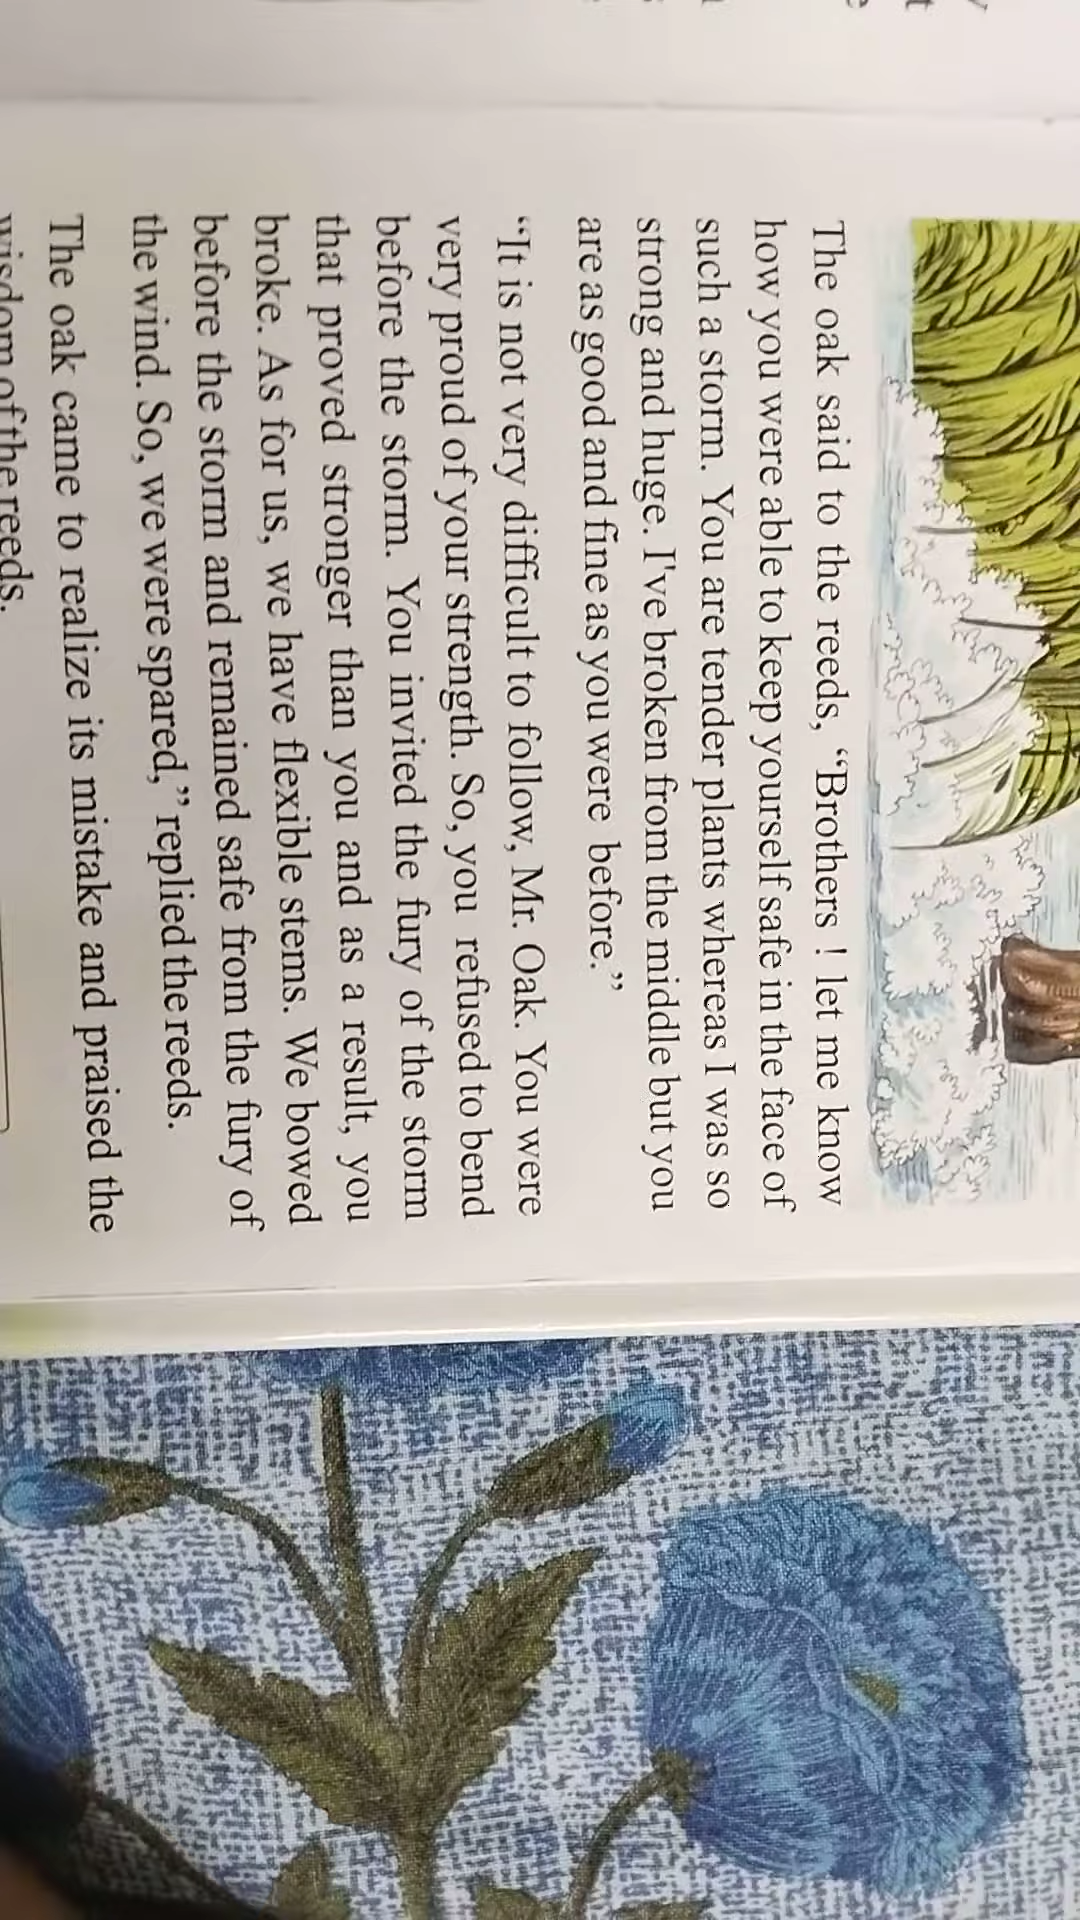 The oak said to the reeds, “Brothers ! let me know
how you were able to keep yourself safe in the face of
such a storm. You are tender plants whereas I was so
strong and huge. I've broken from the middle but you
are as good and fine as you were before.”
“It is not very difficult to follow, Mr. Oak. You were
very proud of your strength. So, you refused to bend
before the storm. You invited the fury of the storm
that proved stronger than you and as a result, you
broke. As for us, we have flexible stems. We bowed
before the storm and remained safe from the fury of
the wind. So, we were spared,” replied the reeds.
The oak came to realize its mistake and praised the
wisdom of the reeds.